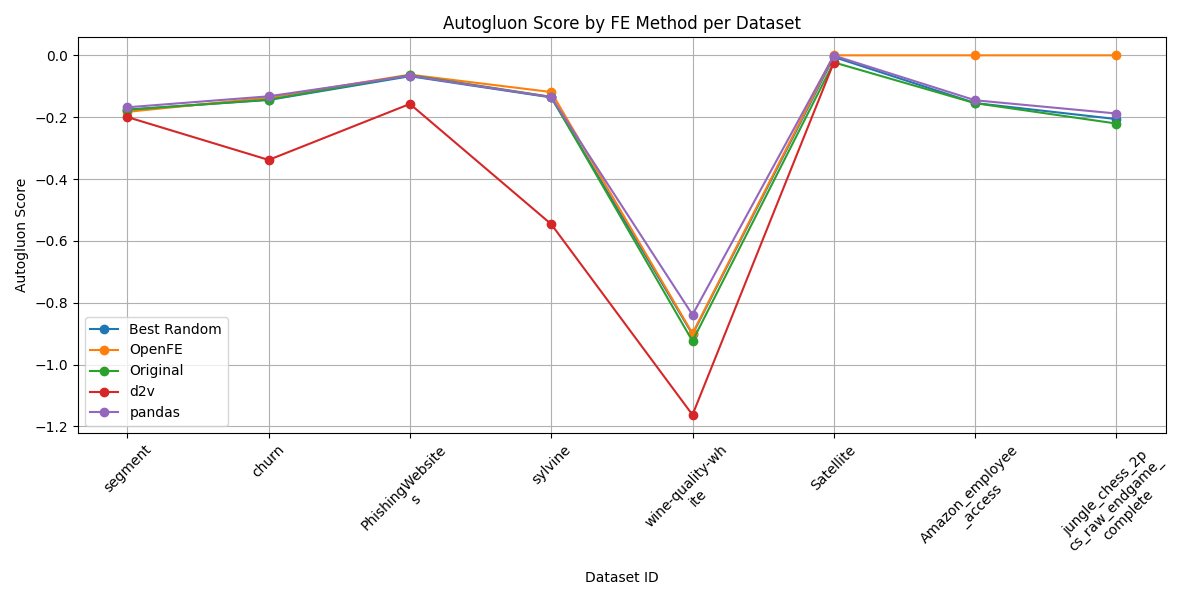 Autogluon Score by FE Method per Dataset
Autogluon Score
0.0
−0.2
−0.4
−0.6
−0.8
−1.0
−1.2
Best Random
OpenFE
Original
d2v
pandas
segment
churn
PhishingWebsite
s
sylvine
wine-quality-wh
ite
Satellite
Amazon_employee
_access
jungle_chess_2p
cs_raw_endgame_
complete
Dataset ID